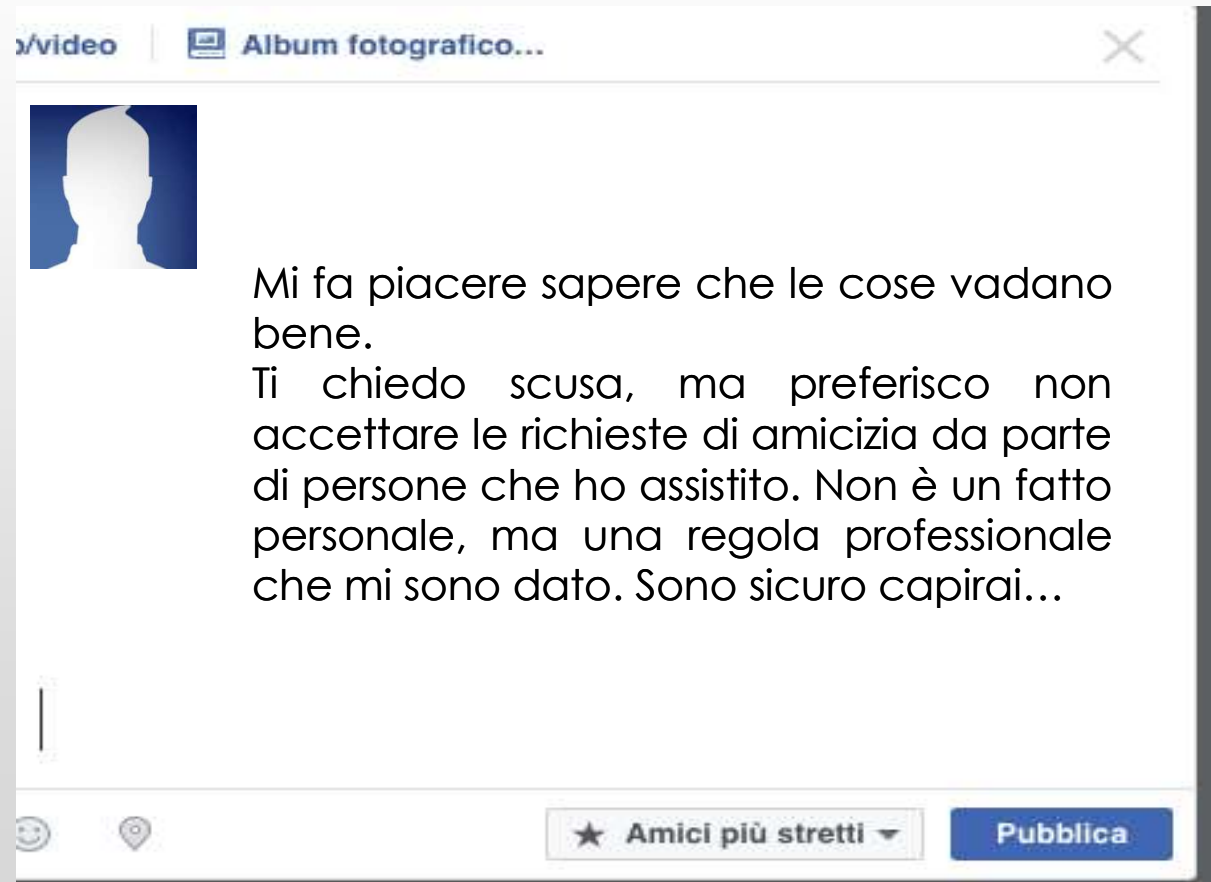 o/video
Album fotografico...
Mi fa piacere sapere che le cose vadano
bene.
Ti chiedo scusa, ma preferisco non
accettare le richieste di amicizia da parte
di persone che ho assistito. Non è un fatto
personale, ma una regola professionale
che mi sono dato. Sono sicuro capirai...
Amici più stretti
Pubblica